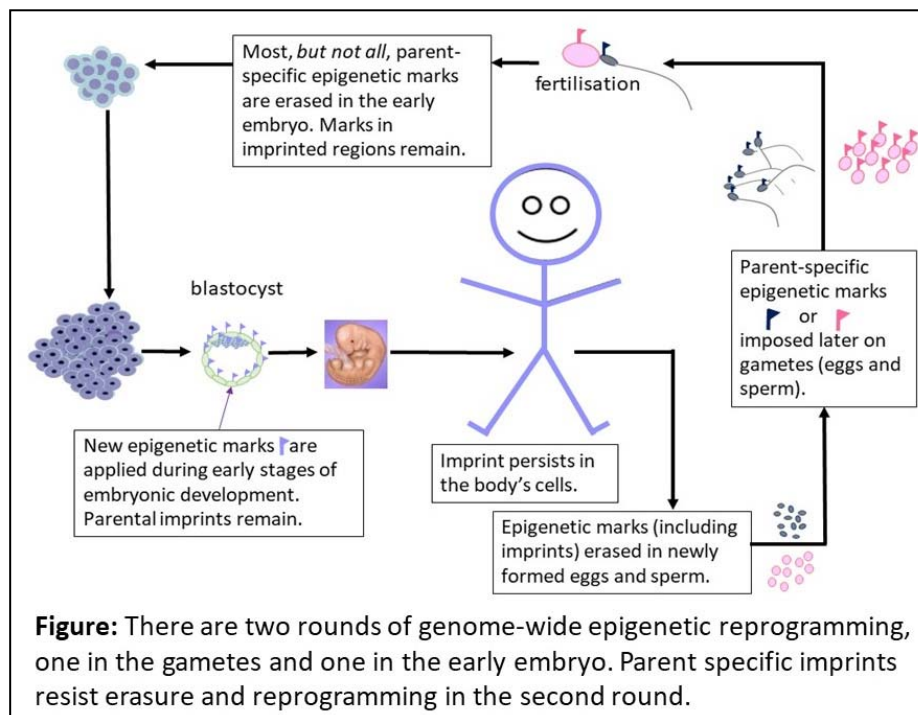 Most, but not all, parent-
specific epigenetic marks
are erased in the early
embryo. Marks in
imprinted regions remain.
fertilisation
blastocyst
New epigenetic marks are
applied during early stages of
embryonic development.
Parental imprints remain.
Imprint persists in
the body's cells.
Epigenetic marks (including
imprints) erased in newly
formed eggs and sperm.
Parent-specific
epigenetic marks
or
imposed later on
gametes (eggs and
sperm).
Figure: There are two rounds of genome-wide epigenetic reprogramming,
one in the gametes and one in the early embryo. Parent specific imprints
resist erasure and reprogramming in the second round.